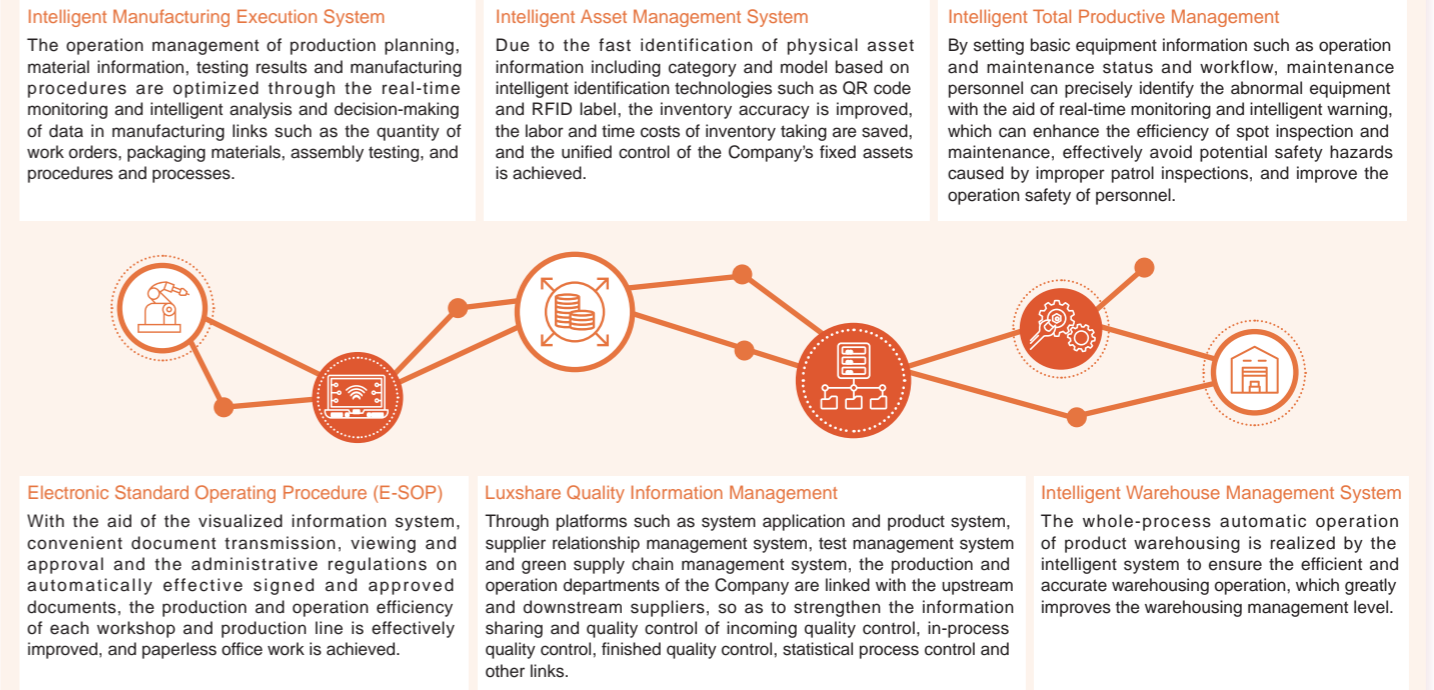 Intelligent Manufacturing Execution System
The operation management of production planning,
material information, testing results and manufacturing
procedures are optimized through the real-time
monitoring and intelligent analysis and decision-making
of data in manufacturing links such as the quantity of
work orders, packaging materials, assembly testing, and
procedures and processes.
Intelligent Asset Management System
Due to the fast identification of physical asset
information including category and model based on
intelligent identification technologies such as QR code
and RFID label, the inventory accuracy is improved,
the labor and time costs of inventory taking are saved,
and the unified control of the Company's fixed assets
is achieved.
Intelligent Total Productive Management
By setting basic equipment information such as operation
and maintenance status and workflow, maintenance
personnel can precisely identify the abnormal equipment
with the aid of real-time monitoring and intelligent warning,
which can enhance the efficiency of spot inspection and
maintenance, effectively avoid potential safety hazards
caused by improper patrol inspections, and improve the
operation safety of personnel.
Electronic Standard Operating Procedure (E-SOP)
With the aid of the visualized information system,
convenient document transmission, viewing and
approval and the administrative regulations on
automatically effective signed and approved
documents, the production and operation efficiency
of each workshop and production line is effectively
improved, and paperless office work is achieved.
Luxshare Quality Information Management
Through platforms such as system application and product system,
supplier relationship management system, test management system
and green supply chain management system, the production and
operation departments of the Company are linked with the upstream
and downstream suppliers, so as to strengthen the information
sharing and quality control of incoming quality control, in-process
quality control, finished quality control, statistical process control and
other links.
Intelligent Warehouse Management System
The whole-process automatic operation
of product warehousing is realized by the
intelligent system to ensure the efficient and
accurate warehousing operation, which greatly
improves the warehousing management level.